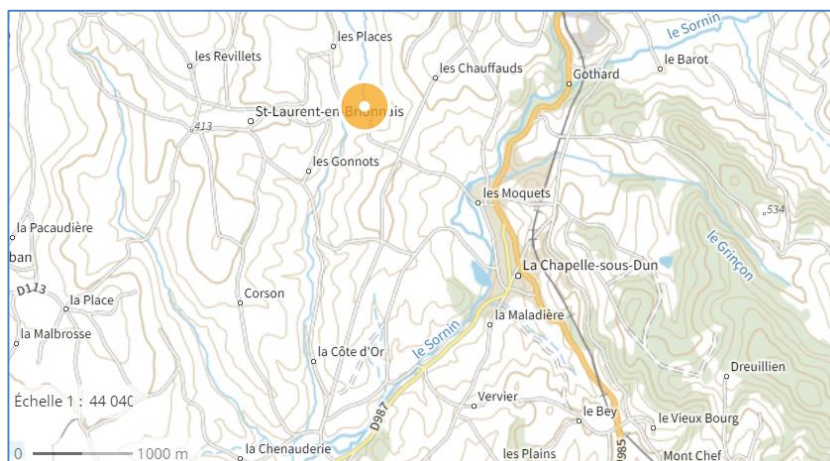 les Places
le Sornin
les Revillets
les Chauffauds
le Barot
Gothard
St-Laurent-en-Brionnais
413
les Gonnots
les Moquets
534
la Pacaudière
ban
le Grinçon
D113
la Place
Corson
La Chapelle-sous-Dun
la Malbrosse
la Maladière
le Sornin
la Côte d'Or
Dreuillien
Échelle 1 : 44 040
Vervier
D987
le Bey
le Vieux Bourg
0 1000 m
la Chenauderie
les Plains
985
Mont Chef